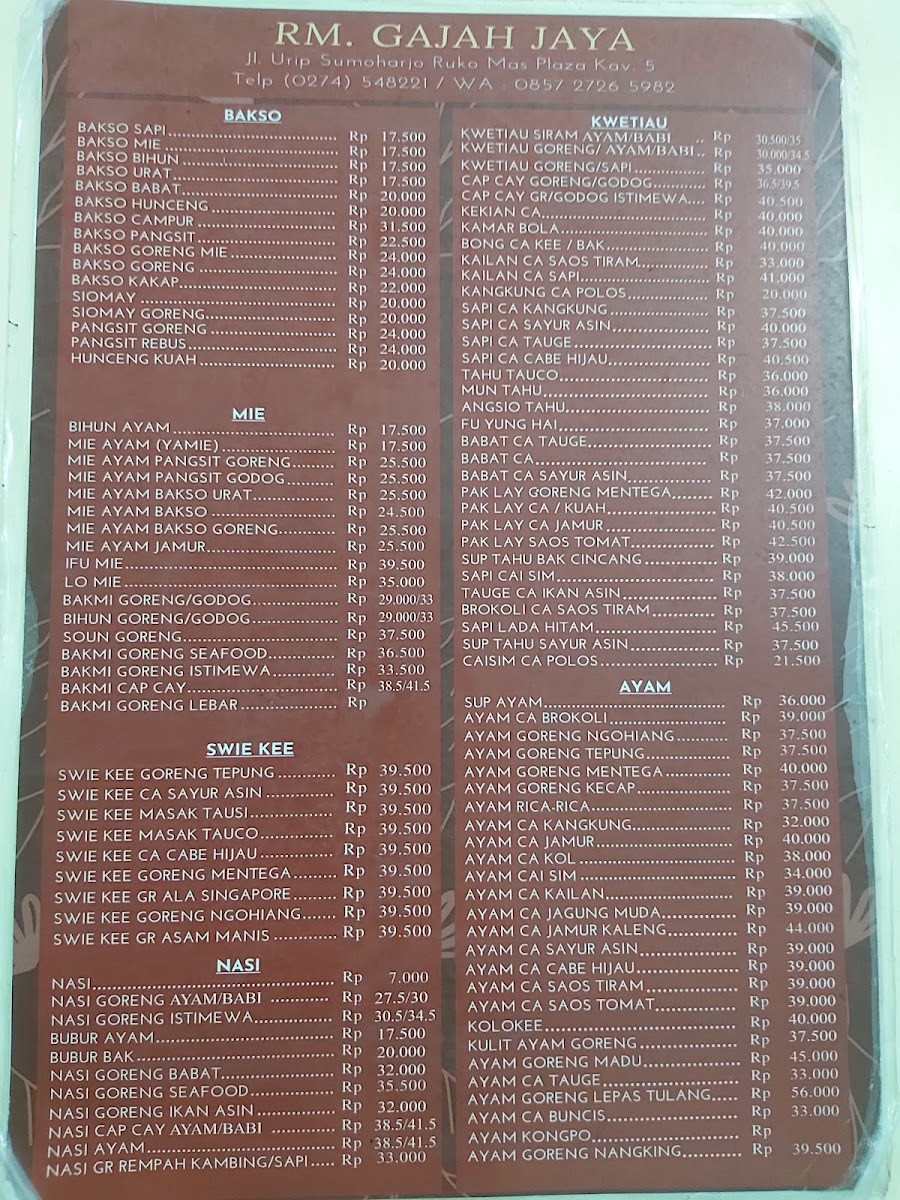 RM. GAJAH JAYA
Jl. Urip Sumoharjo Ruko Mas Plaza Kav. 5
Telp (0274) 548221 / WA : 0857 2726 5982
BAKSO
BAKSO SAPI Rp 17.500
BAKSO MIE Rp 17.500
BAKSO BIHUN Rp 17.500
BAKSO URAT Rp 17.500
BAKSO BABAT Rp 20.000
BAKSO HUNCENG Rp 20.000
BAKSO CAMPUR Rp 31.500
BAKSO PANGSIT Rp 22.500
BAKSO GORENG MIE Rp 24.000
BAKSO GORENG Rp 24.000
BAKSO KAKAP Rp 22.000
SIOMAY Rp 20.000
SIOMAY GORENG Rp 20.000
PANGSIT GORENG Rp 24.000
PANGSIT REBUS Rp 24.000
HUNCENG KUAH Rp 20.000
MIE
BIHUN AYAM Rp 17.500
MIE AYAM (YAMIE) Rp 17.500
MIE AYAM PANGSIT GORENG Rp 25.500
MIE AYAM PANGSIT GODOG Rp 25.500
MIE AYAM BAKSO URAT Rp 25.500
MIE AYAM BAKSO Rp 24.500
MIE AYAM BAKSO GORENG Rp 25.500
MIE AYAM JAMUR Rp 25.500
IFU MIE Rp 39.500
LO MIE Rp 35.000
BAKMI GORENG/GODOG Rp 29.000/33
BIHUN GORENG/GODOG Rp 29.000/33
SOUN GORENG Rp 37.500
BAKMI GORENG SEAFOOD Rp 36.500
BAKMI GORENG ISTIMEWA Rp 33.500
BAKMI CAP CAY Rp 38.5/41.5
BAKMI GORENG LEBAR Rp
SWIE KEE
SWIE KEE GORENG TEPUNG Rp 39.500
SWIE KEE CA SAYUR ASIN Rp 39.500
SWIE KEE MASAK TAUSI Rp 39.500
SWIE KEE MASAK TAUCO Rp 39.500
SWIE KEE CA CABE HIJAU Rp 39.500
SWIE KEE GORENG MENTEGA Rp 39.500
SWIE KEE GR ALA SINGAPORE Rp 39.500
SWIE KEE GORENG NGOHIANG Rp 39.500
SWIE KEE GR ASAM MANIS Rp 39.500
NASI
NASI Rp 7.000
NASI GORENG AYAM/BABI Rp 27.5/30
NASI GORENG ISTIMEWA Rp 30.5/34.5
BUBUR AYAM Rp 17.500
BUBUR BAK Rp 20.000
NASI GORENG BABAT Rp 32.000
NASI GORENG SEAFOOD Rp 35.500
NASI GORENG IKAN ASIN Rp 32.000
NASI CAP CAY AYAM/BABI Rp 38.5/41.5
NASI AYAM Rp 38.5/41.5
NASI GR REMPAH KAMBING/SAPI Rp 33.000
KWETIAU
KWETIAU SIRAM AYAM/BABI Rp 30.500/35
KWETIAU GORENG/ AYAM/BABI Rp 30.000/34.5
KWETIAU GORENG/SAPI Rp 35.000
CAP CAY GORENG/GODOG Rp 36.5/39.5
CAP CAY GR/GODOG ISTIMEWA Rp 40.500
KEKIAN CA Rp 40.000
KAMAR BOLA Rp 40.000
BONG CA KEE / BAK Rp 40.000
KAILAN CA SAOS TIRAM Rp 33.000
KAILAN CA SAPI Rp 41.000
KANGKUNG CA POLOS Rp 20.000
SAPI CA KANGKUNG Rp 37.500
SAPI CA SAYUR ASIN Rp 40.000
SAPI CA TAUGE Rp 37.500
SAPI CA CABE HIJAU Rp 40.500
TAHU TAUCO Rp 36.000
MUN TAHU Rp 36.000
ANGSIO TAHU Rp 38.000
FU YUNG HAI Rp 37.000
BABAT CA TAUGE Rp 37.500
BABAT CA Rp 37.500
BABAT CA SAYUR ASIN Rp 37.500
PAK LAY GORENG MENTEGA Rp 42.000
PAK LAY CA / KUAH Rp 40.500
PAK LAY CA JAMUR Rp 40.500
PAK LAY SAOS TOMAT Rp 42.500
SUP TAHU BAK CINCANG Rp 39.000
SAPI CAI SIM Rp 38.000
TAUGE CA IKAN ASIN Rp 37.500
BROKOLI CA SAOS TIRAM Rp 37.500
SAPI LADA HITAM Rp 45.500
SUP TAHU SAYUR ASIN Rp 37.500
CAISIM CA POLOS Rp 21.500
AYAM
SUP AYAM Rp 36.000
AYAM CA BROKOLI Rp 39.000
AYAM GORENG NGOHIANG Rp 37.500
AYAM GORENG TEPUNG Rp 37.500
AYAM GORENG MENTEGA Rp 40.000
AYAM GORENG KECAP Rp 37.500
AYAM RICA-RICA Rp 37.500
AYAM CA KANGKUNG Rp 32.000
AYAM CA JAMUR Rp 40.000
AYAM CA KOL Rp 38.000
AYAM CAI SIM Rp 34.000
AYAM CA KAILAN Rp 39.000
AYAM CA JAGUNG MUDA Rp 39.000
AYAM CA JAMUR KALENG Rp 44.000
AYAM CA SAYUR ASIN Rp 39.000
AYAM CA CABE HIJAU Rp 39.000
AYAM CA SAOS TIRAM Rp 39.000
AYAM CA SAOS TOMAT Rp 39.000
KOLOKEE Rp 40.000
KULIT AYAM GORENG Rp 37.500
AYAM GORENG MADU Rp 45.000
AYAM CA TAUGE Rp 33.000
AYAM GORENG LEPAS TULANG Rp 56.000
AYAM CA BUNCIS Rp 33.000
AYAM KONGPO Rp
AYAM GORENG NANGKING Rp 39.500